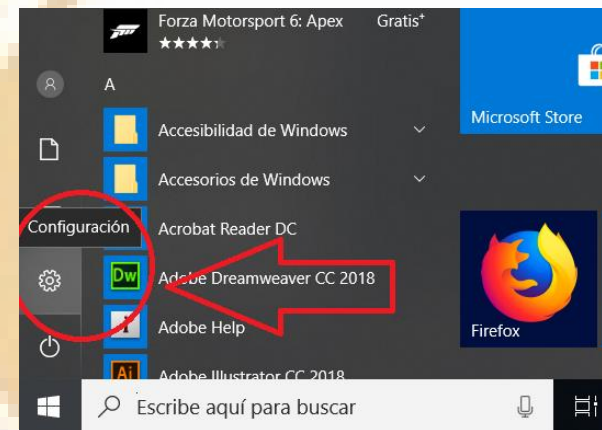 Forza Motorsport 6: Apex Gratis+
A
Accesibilidad de Windows
Microsoft Store
Accesorios de Windows
Configuración
Acrobat Reader DC
Dw
Adobe Dreamweaver CC 2018
Adobe Help
Firefox
Ai
Adobe Illustrator CC 2018
Escribe aquí para buscar